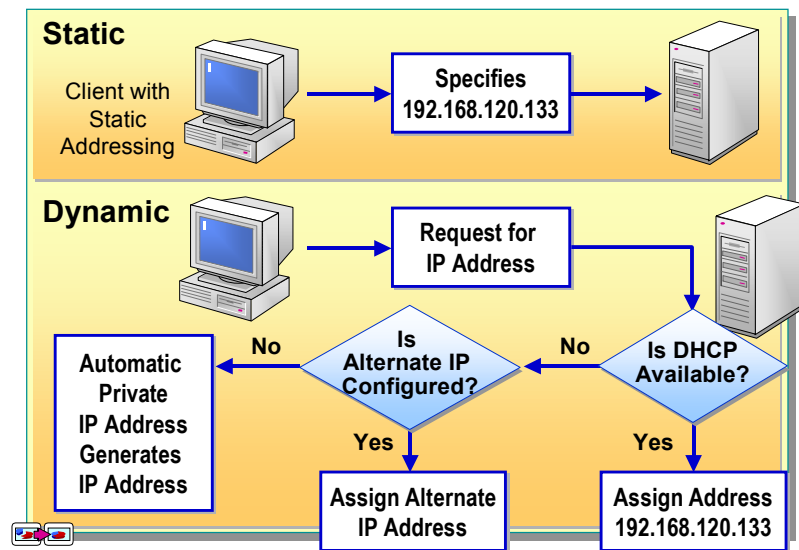 Static
Client with
Static
Addressing
Specifies
192.168.120.133
Dynamic
Request for
IP Address
Is DHCP
Available?
No
Yes
Is
Alternate IP
Configured?
No
Yes
Automatic
Private
IP Address
Generates
IP Address
Assign Alternate
IP Address
Assign Address
192.168.120.133